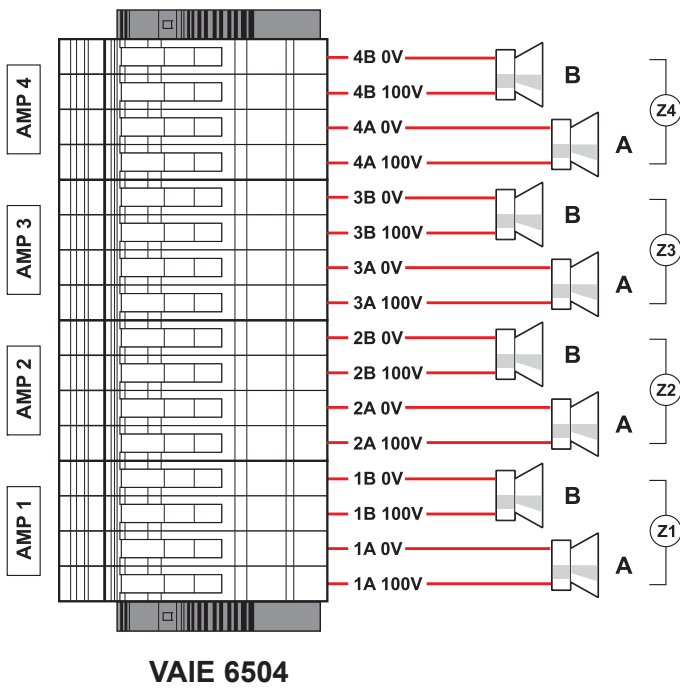 AMP 4
4B 0V
4B 100V
B
4A 0V
4A 100V
A
Z4
AMP 3
3B 0V
3B 100V
B
3A 0V
3A 100V
A
Z3
AMP 2
2B 0V
2B 100V
B
2A 0V
2A 100V
A
Z2
AMP 1
1B 0V
1B 100V
B
1A 0V
1A 100V
A
Z1
VAIE 6504